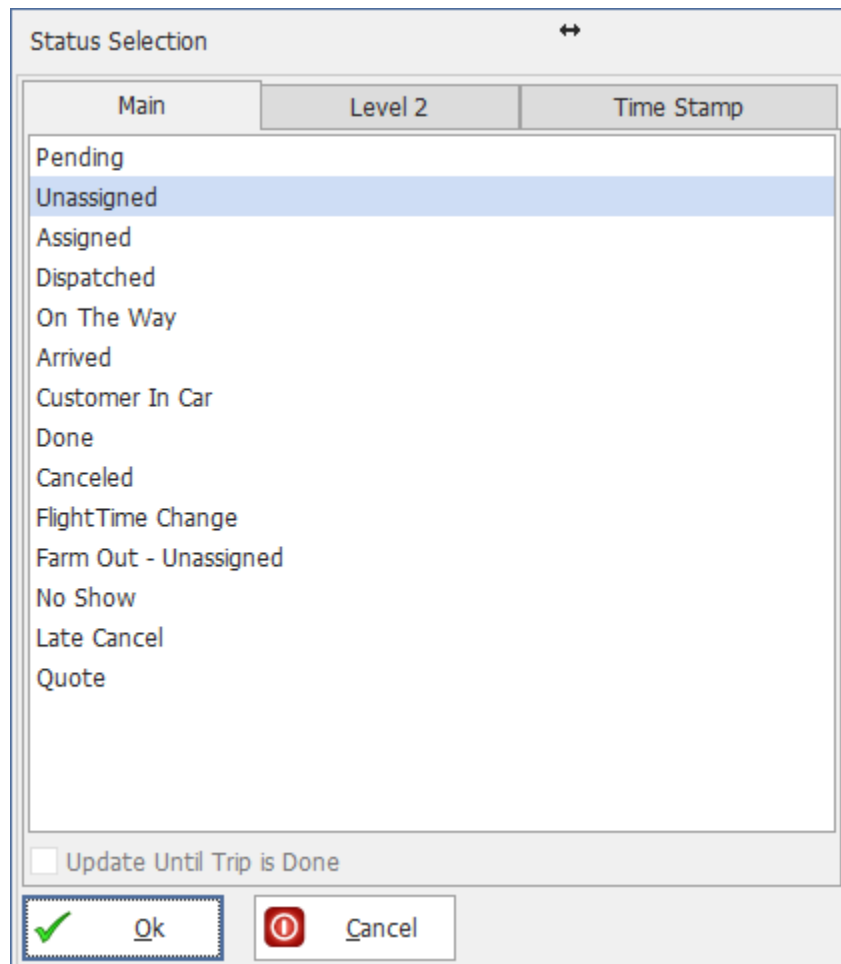 Status Selection
Main Level 2 Time Stamp
Pending
Unassigned
Assigned
Dispatched
On The Way
Arrived
Customer In Car
Done
Canceled
FlightTime Change
Farm Out - Unassigned
No Show
Late Cancel
Quote
Update Until Trip is Done
Ok Cancel